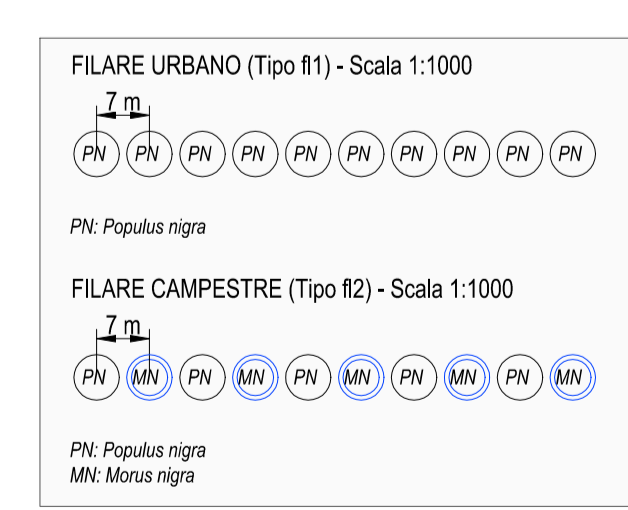 FILARE URBANO (Tipo fl1) - Scala 1:1000
7 m
PN PN PN PN PN PN PN PN PN PN
PN: Populus nigra
FILARE CAMPESTRE (Tipo fl2) - Scala 1:1000
7 m
PN MN PN MN PN MN PN MN PN MN
PN: Populus nigra
MN: Morus nigra